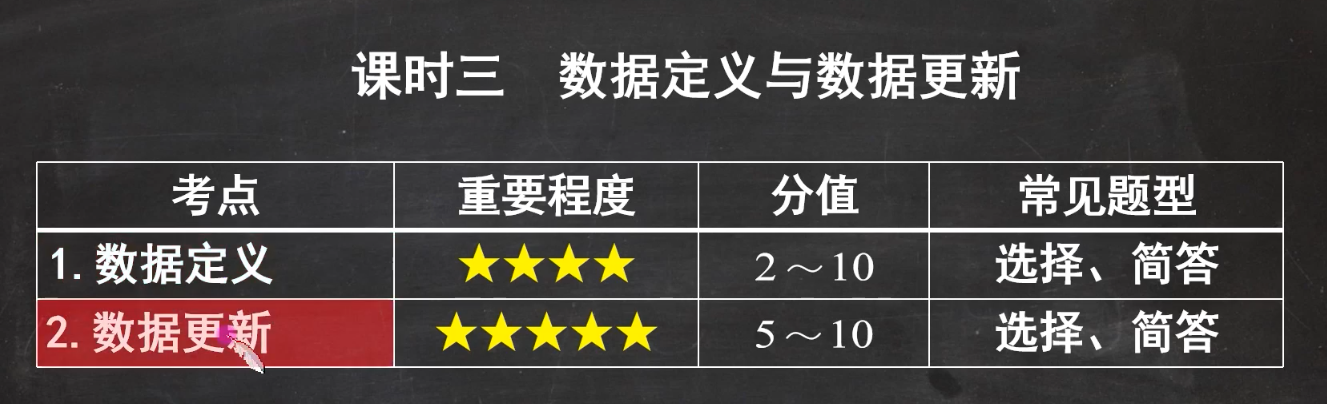 课时三 数据定义与数据更新
考点 重要程度 分值 常见题型
1. 数据定义 ★★★★ 2～10 选择、简答
2. 数据更新 ★★★★★ 5～10 选择、简答